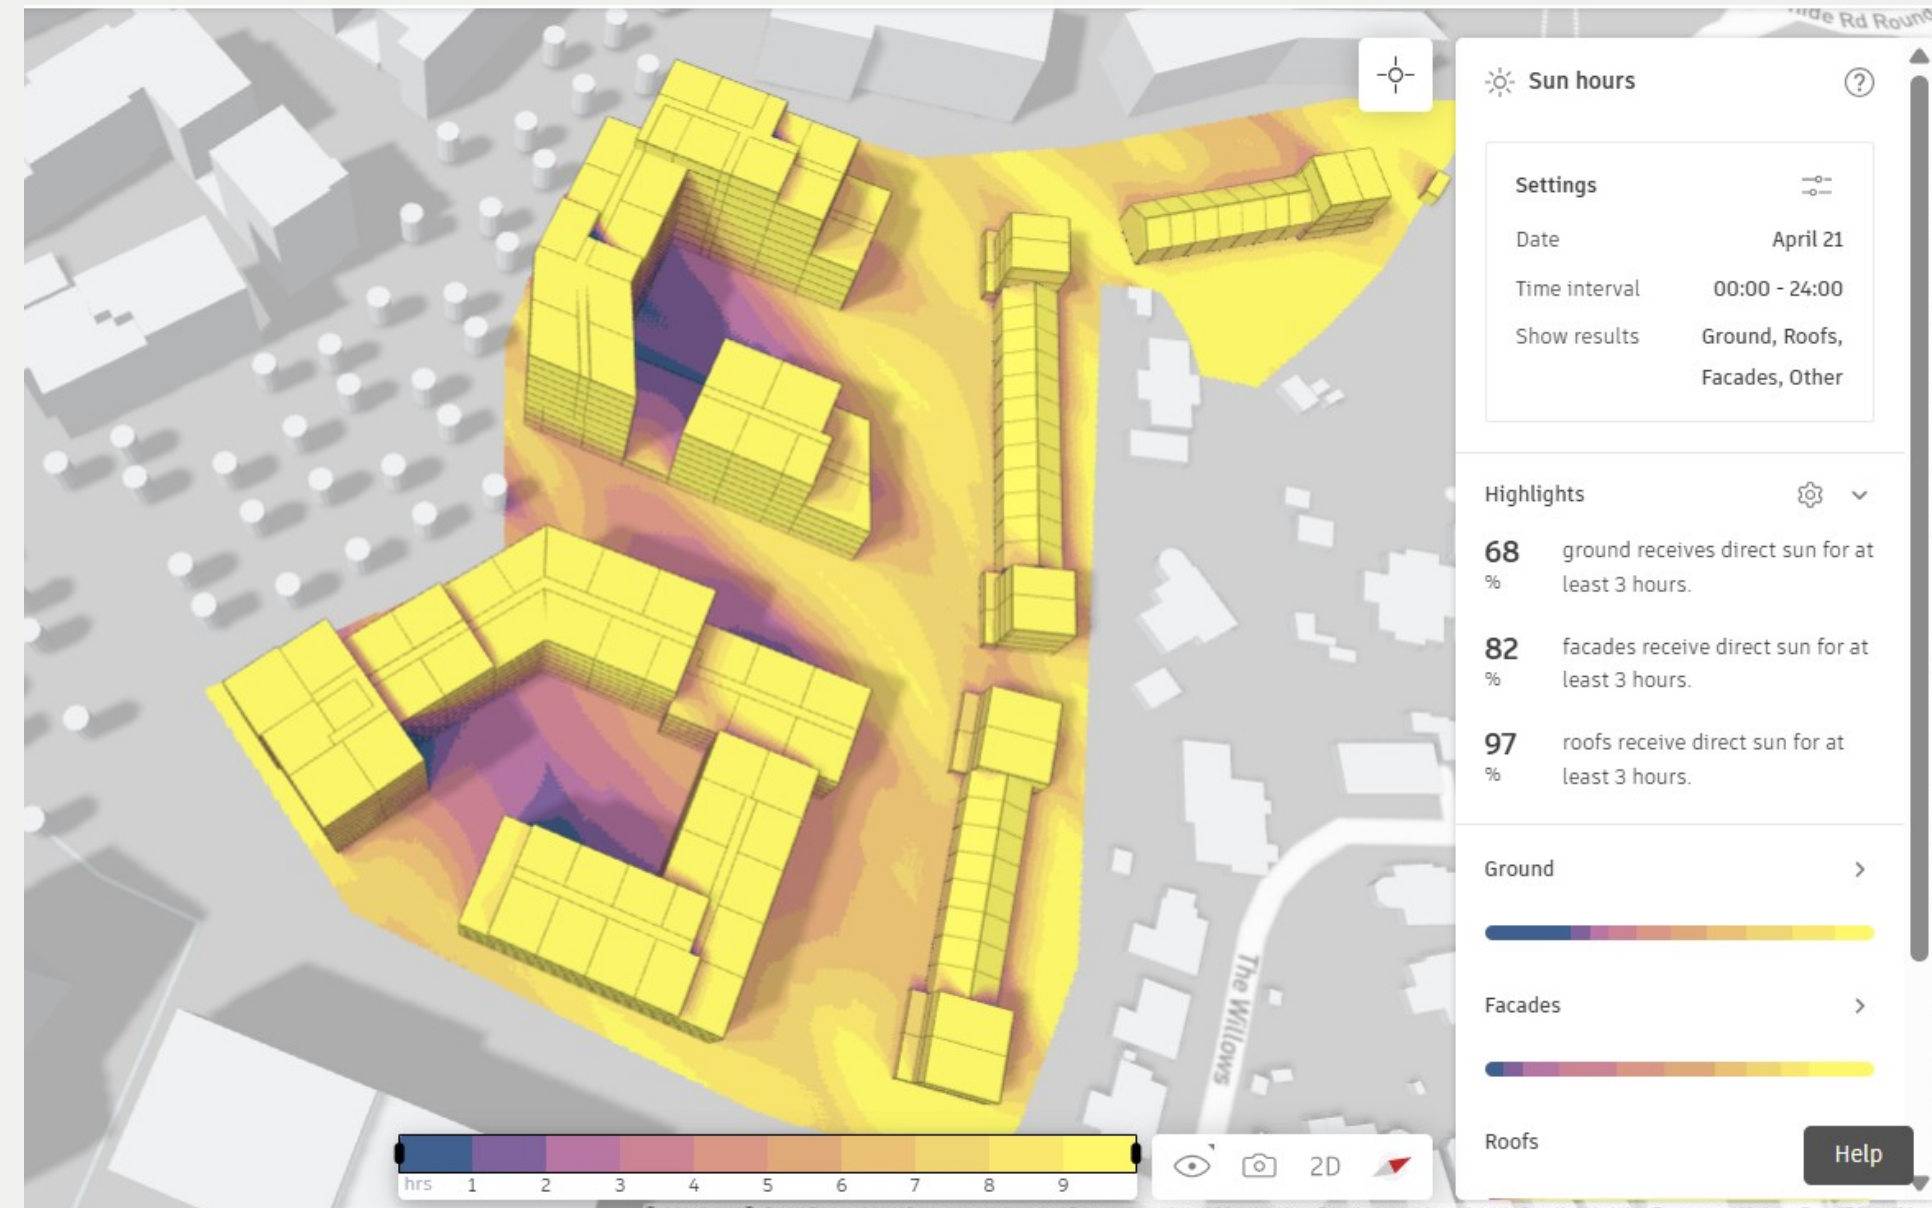 Rd Round
Sun hours
?
Settings
Date April 21
Time interval 00:00 - 24:00
Show results Ground, Roofs,
Facades, Other
Highlights
68 ground receives direct sun for at
% least 3 hours.
82 facades receive direct sun for at
% least 3 hours.
97 roofs receive direct sun for at
% least 3 hours.
Ground
Facades
The Willows
Roofs
Help
2D
hrs 1 2 3 4 5 6 7 8 9